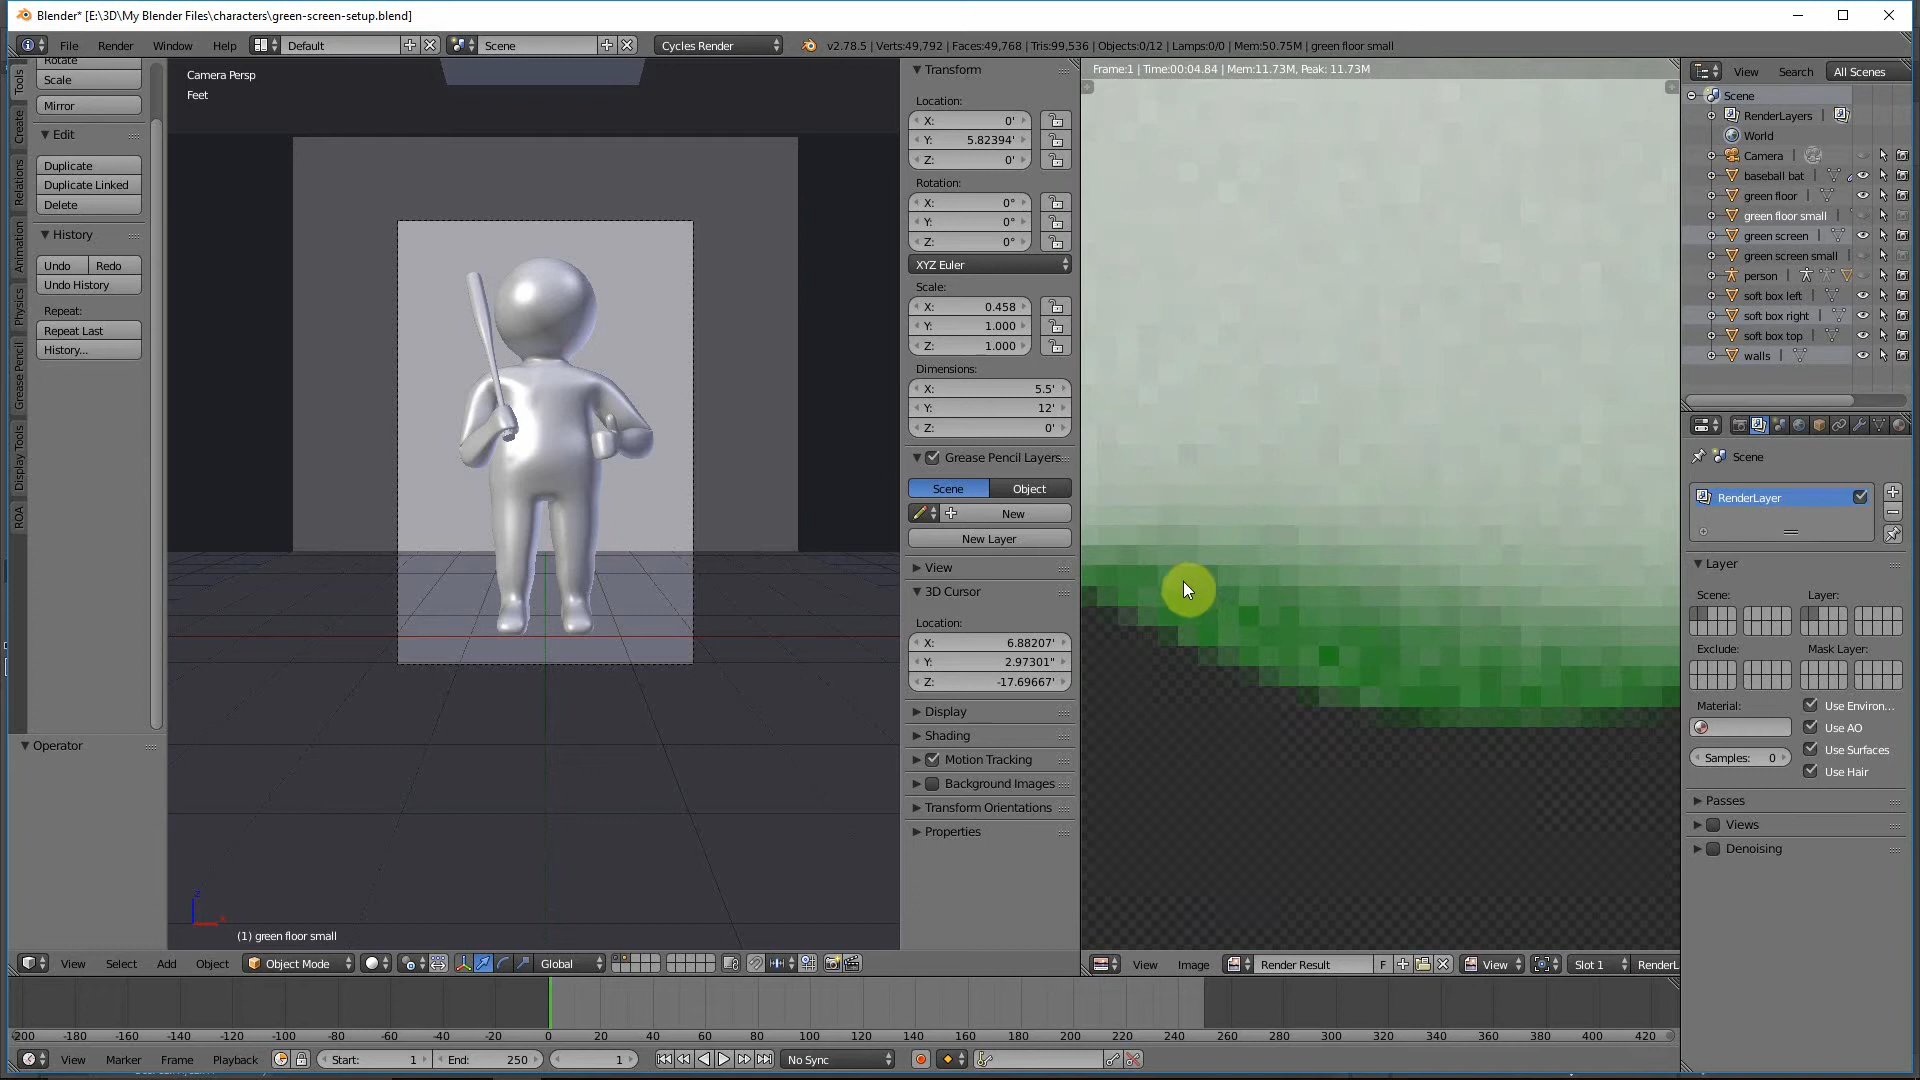 Blender* [E:\3D\My Blender Files\characters\green-screen-setup.blend]
File Render Window Help Default Scene Cycles Render v2.78.5 | Verts:49,792 | Faces:49,768 | Tris:99,536 | Objects:0/12 | Lamps:0/0 | Mem:50.75M | green floor small
Rotate
Scale
Mirror
Edit
Duplicate
Duplicate Linked
Delete
History
Undo Redo
Undo History
Repeat:
Repeat Last
History...
Operator
Tools
Create
Relations
Animation
Physics
Grease Pencil
Display Tools
ROA
Camera Persp
Feet
(1) green floor small
Transform
Location:
X: 0'
Y: 5.82394'
Z: 0'
Rotation:
X: 0°
Y: 0°
Z: 0°
XYZ Euler
Scale:
X: 0.458
Y: 1.000
Z: 1.000
Dimensions:
X: 5.5'
Y: 12'
Z: 0'
Grease Pencil Layers
Scene Object
New
New Layer
View
3D Cursor
Location:
X: 6.88207'
Y: 2.97301"
Z: -17.69667'
Display
Shading
Motion Tracking
Background Images
Transform Orientations
Properties
Frame:1 | Time:00:04.84 | Mem:11.73M, Peak: 11.73M
View Search All Scenes
Scene
RenderLayers
World
Camera
baseball bat
green floor
green floor small
green screen
green screen small
person
soft box left
soft box right
soft box top
walls
Scene
RenderLayer
Layer
Scene: Layer:
Exclude: Mask Layer:
Material: Use Environ...
Use AO
Samples: 0 Use Surfaces
Use Hair
Passes
Views
Denoising
View Select Add Object Object Mode Global
View Image Render Result F View Slot 1 RenderL
-200 -180 -160 -140 -120 -100 -80 -60 -40 -20 0 20 40 60 80 100 120 140 160 180 200 220 240 260 280 300 320 340 360 380 400 420
View Marker Frame Playback Start: 1 End: 250 1 No Sync